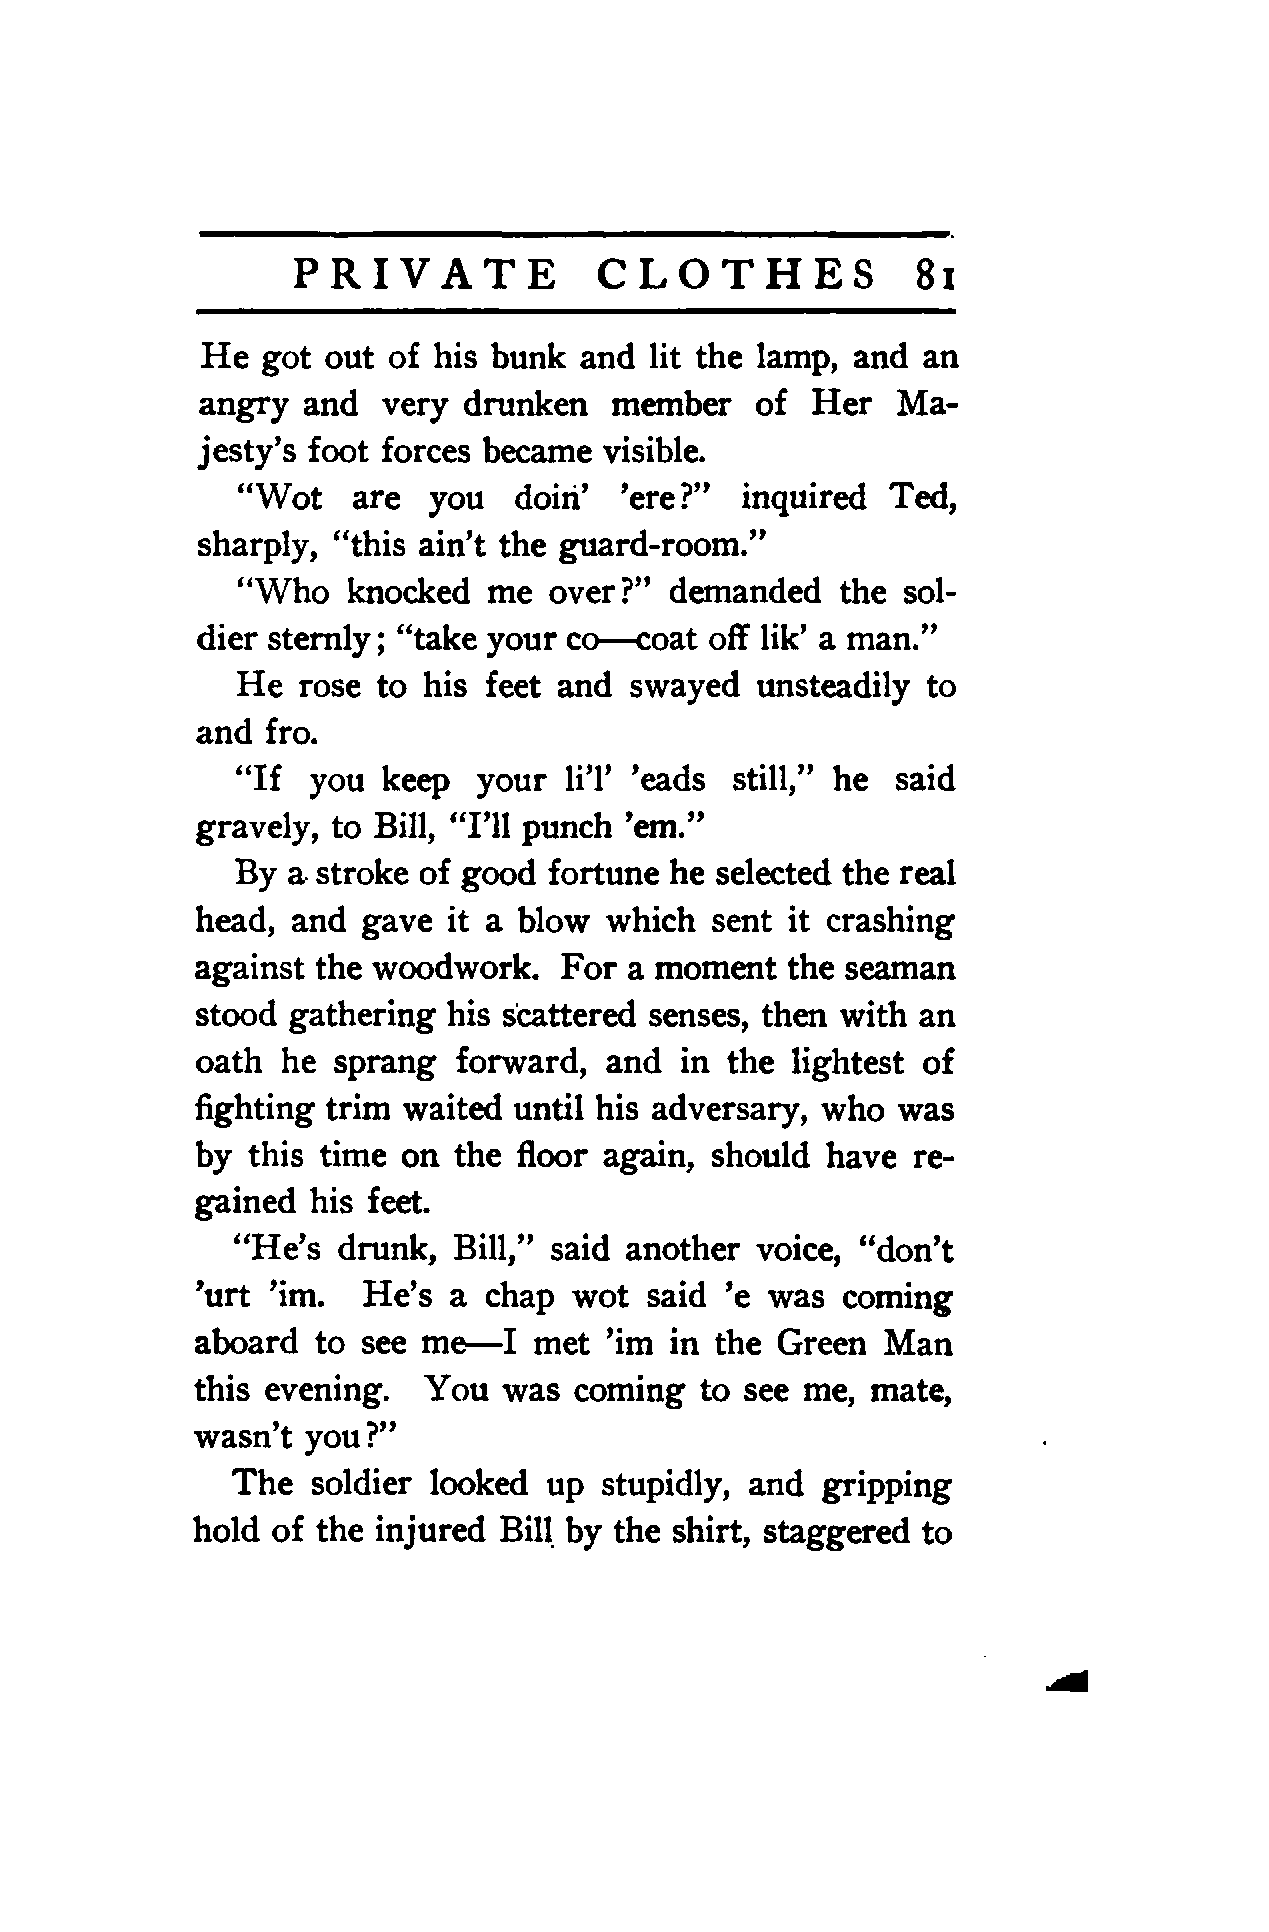 PRIVATE CLOTHES 81
He got out of his bunk and lit the lamp, and an
angry and very drunken member of Her Ma-
jesty's foot forces became visible.
"Wot are you doin' 'ere?" inquired Ted,
sharply, "this ain't the guard-room."
"Who knocked me over?" demanded the sol-
dier sternly; "take your co—coat off lik' a man."
He rose to his feet and swayed unsteadily to
and fro.
"If you keep your li'l' 'eads still," he said
gravely, to Bill, "I'll punch 'em."
By a stroke of good fortune he selected the real
head, and gave it a blow which sent it crashing
against the woodwork. For a moment the seaman
stood gathering his scattered senses, then with an
oath he sprang forward, and in the lightest of
fighting trim waited until his adversary, who was
by this time on the floor again, should have re-
gained his feet.
"He's drunk, Bill," said another voice, "don't
'urt 'im. He's a chap wot said 'e was coming
aboard to see me—I met 'im in the Green Man
this evening. You was coming to see me, mate,
wasn't you?"
The soldier looked up stupidly, and gripping
hold of the injured Bill by the shirt, staggered to